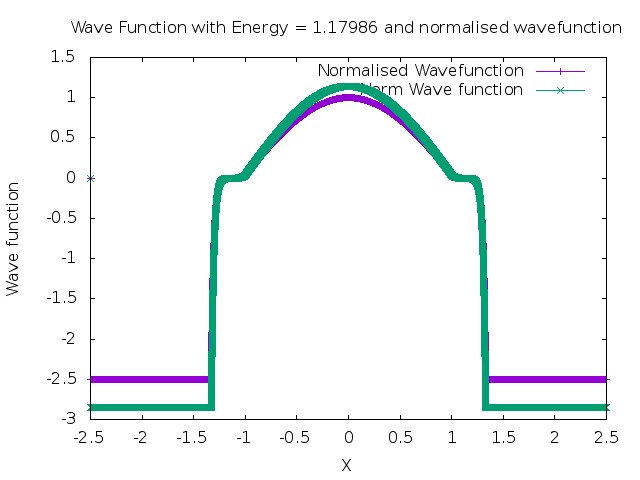 Wave Function with Energy = 1.17986 and normalised wavefunction
1.5
1
0.5
0
-0.5
-1
-1.5
-2
-2.5
-3
Wave function
Normalised Wavefunction
Wave function
-2.5 -2 -1.5 -1 -0.5 0 0.5 1 1.5 2 2.5
X